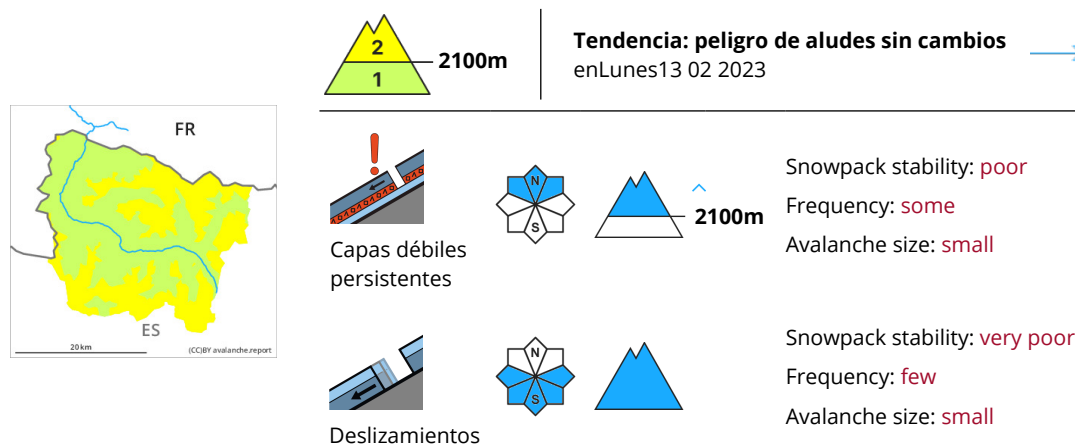 2
1
2100m
Tendencia: peligro de aludes sin cambios
enLunes13 02 2023
FR
ES
20 km
(CC)BY avalanche.report
N
S
2100m
Capas débiles
persistentes
Snowpack stability: poor
Frequency: some
Avalanche size: small
N
S
Deslizamientos
Snowpack stability: very poor
Frequency: few
Avalanche size: small